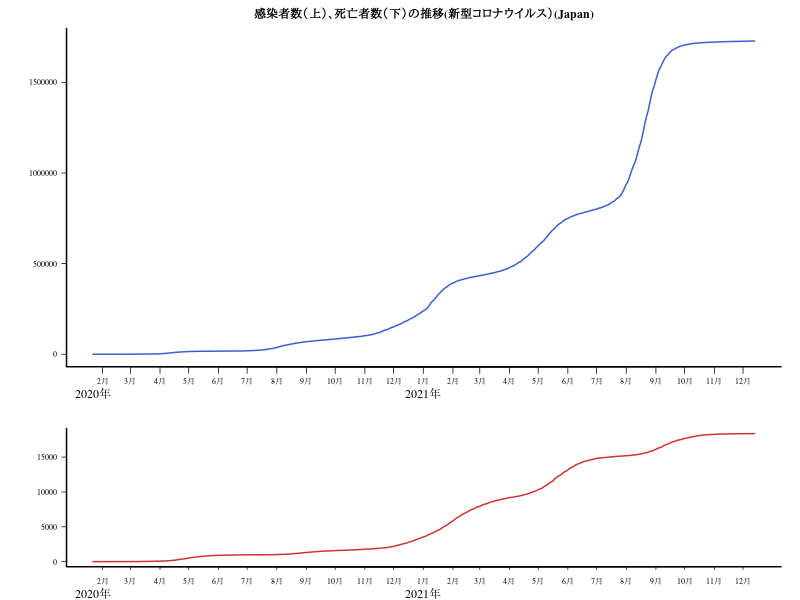 感染者数(上)、死亡者数(下)の推移(新型コロナウイルス)(Japan)
1500000
1000000
500000
0
2月 3月 4月 5月 6月 7月 8月 9月 10月 11月 12月 1月 2月 3月 4月 5月 6月 7月 8月 9月 10月 11月 12月
2020年 2021年
15000
10000
5000
0
2月 3月 4月 5月 6月 7月 8月 9月 10月 11月 12月 1月 2月 3月 4月 5月 6月 7月 8月 9月 10月 11月 12月
2020年 2021年